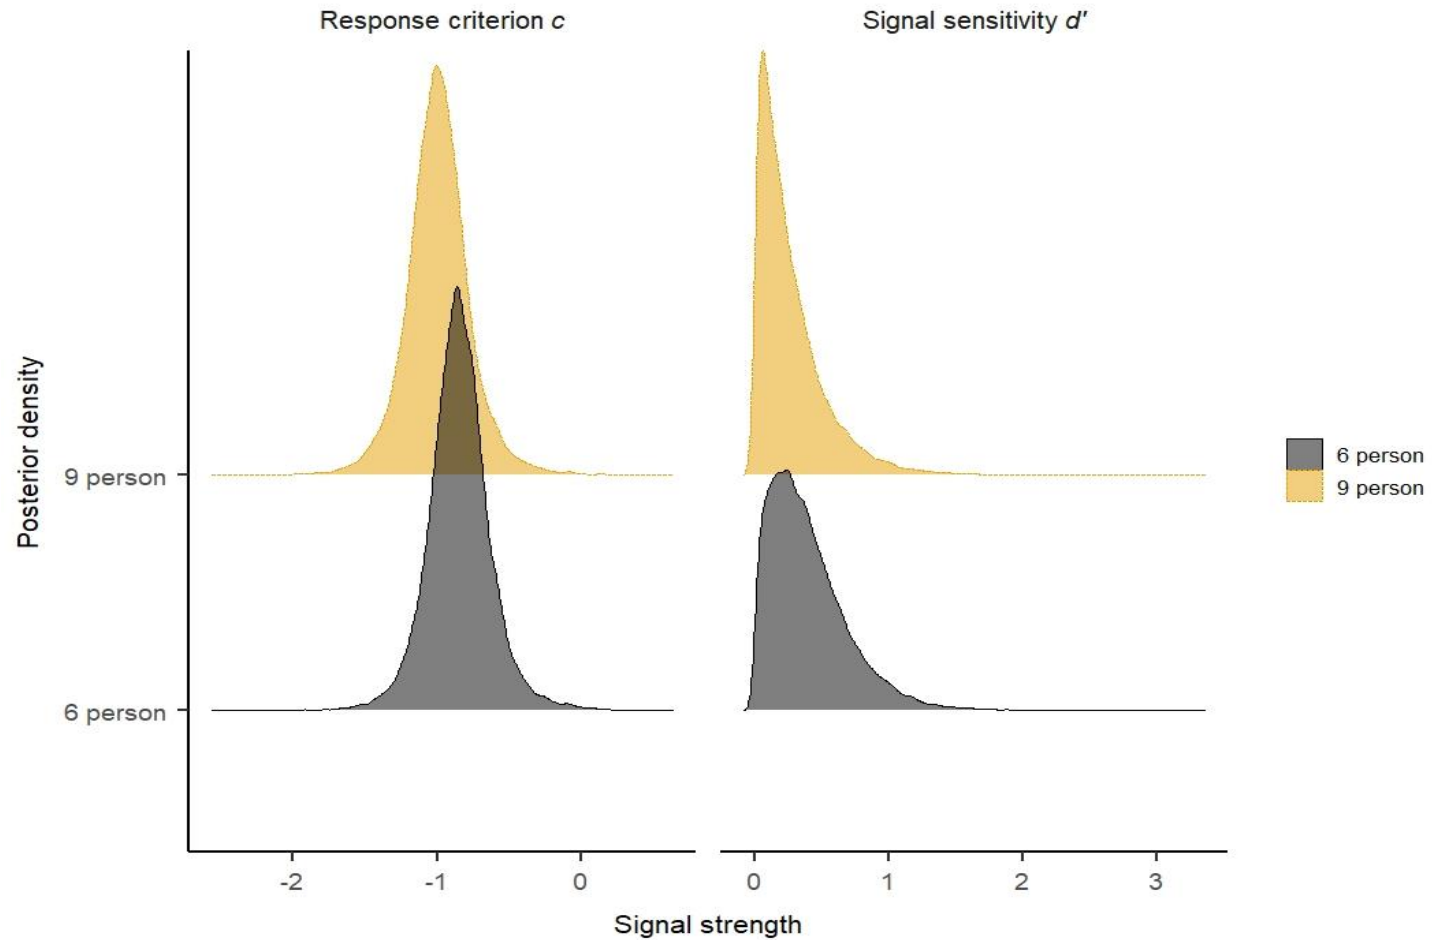 Response criterion c
Signal sensitivity d'
Posterior density
9 person
6 person
-2
-1
0
0
1
2
3
Signal strength
6 person
9 person